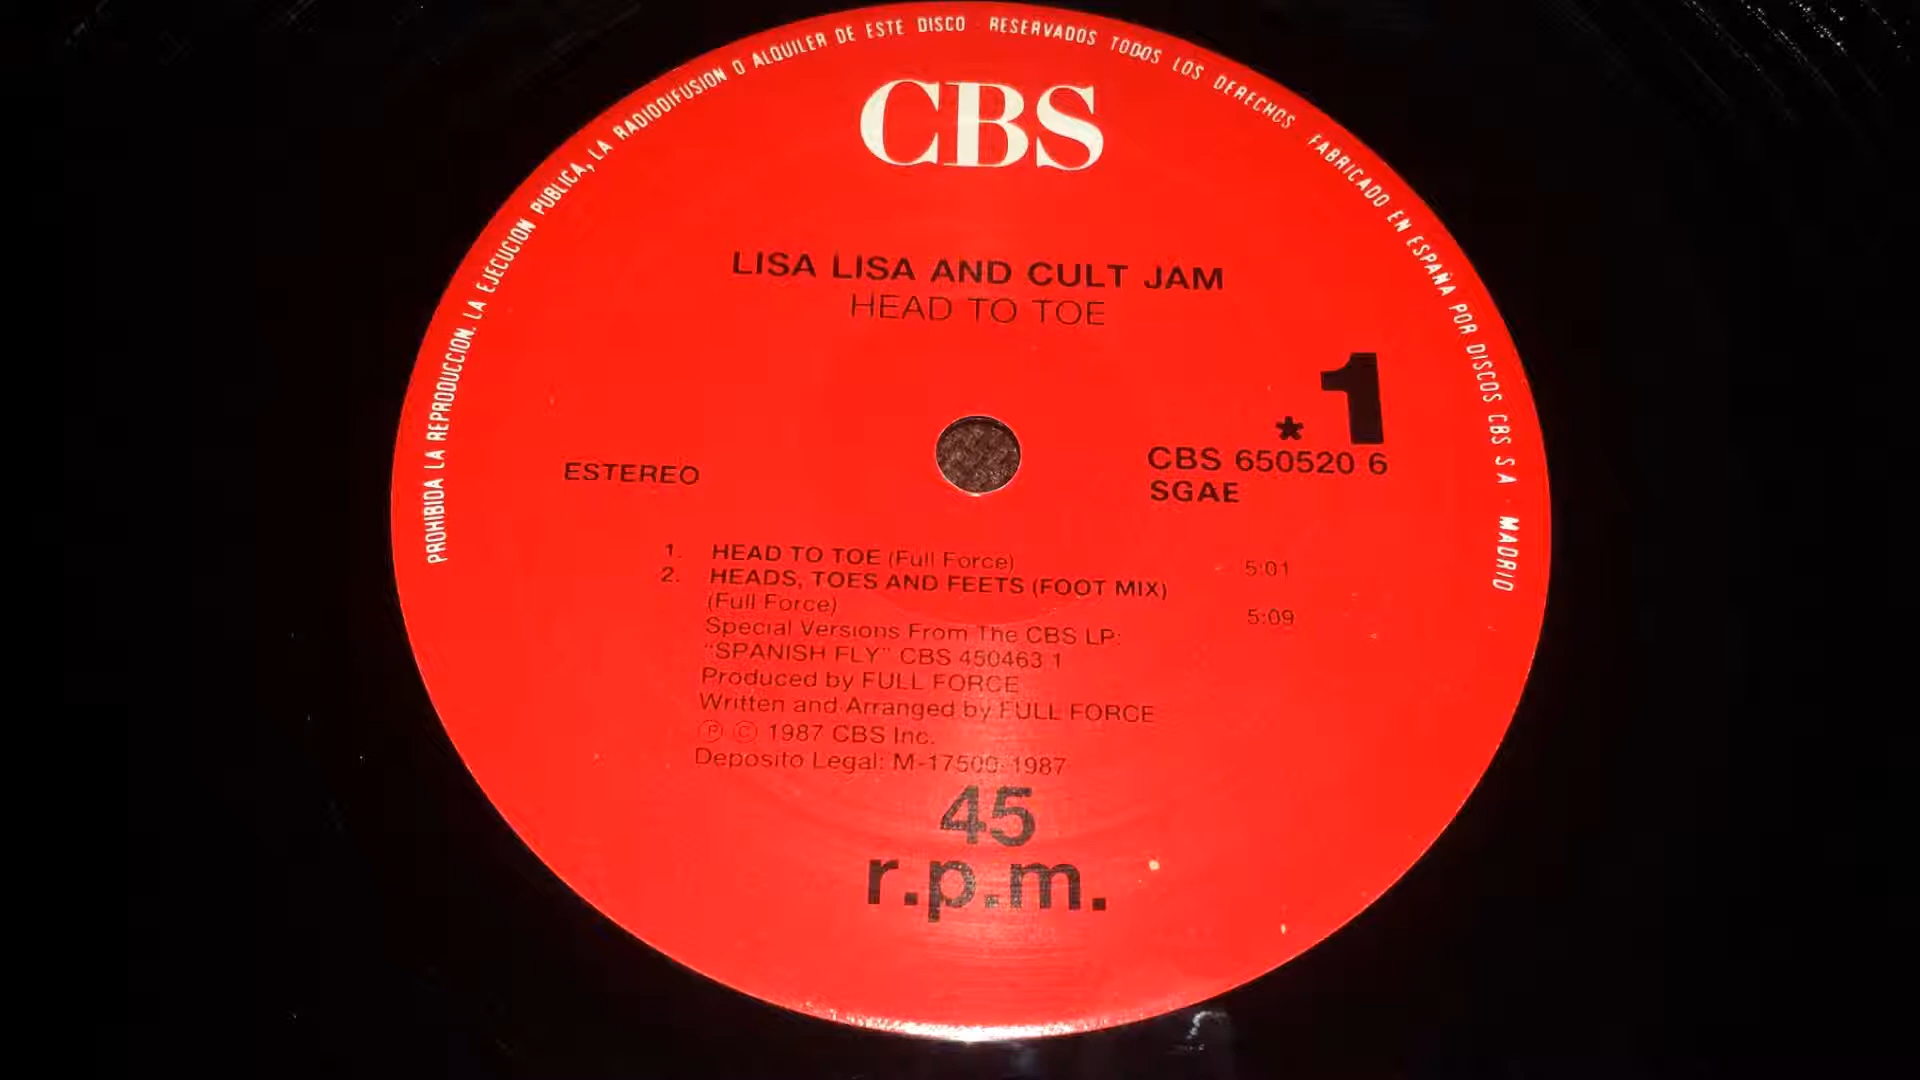 PROHIBIDA LA REPRODUCCION, LA EJECUCION PUBLICA, LA RADIODIFUSION O ALQUILER DE ESTE DISCO · RESERVADOS TODOS LOS DERECHOS · FABRICADO EN ESPAÑA POR DISCOS CBS S A · MADRID
CBS
LISA LISA AND CULT JAM
HEAD TO TOE
*1
ESTEREO
CBS 650520 6
SGAE
1. HEAD TO TOE (Full Force) 5:01
2. HEADS, TOES AND FEETS (FOOT MIX)
(Full Force) 5:09
Special Versions From The CBS LP:
"SPANISH FLY" CBS 450463 1
Produced by FULL FORCE
Written and Arranged by FULL FORCE
Ⓟ © 1987 CBS Inc.
Deposito Legal: M-17500-1987
45
r.p.m.